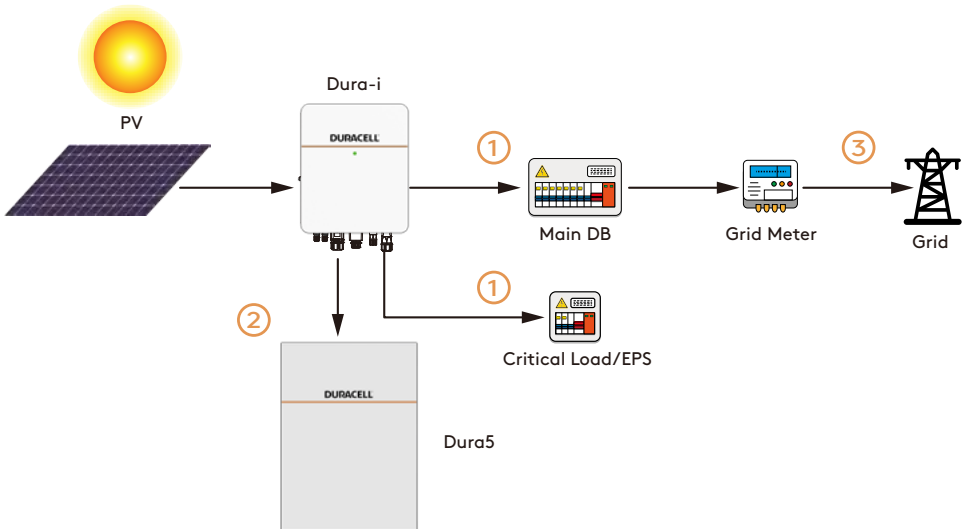 Dura-i
PV
DURACELL
1
3
Main DB
Grid Meter
Grid
1
2
Critical Load/EPS
DURACELL
Dura5